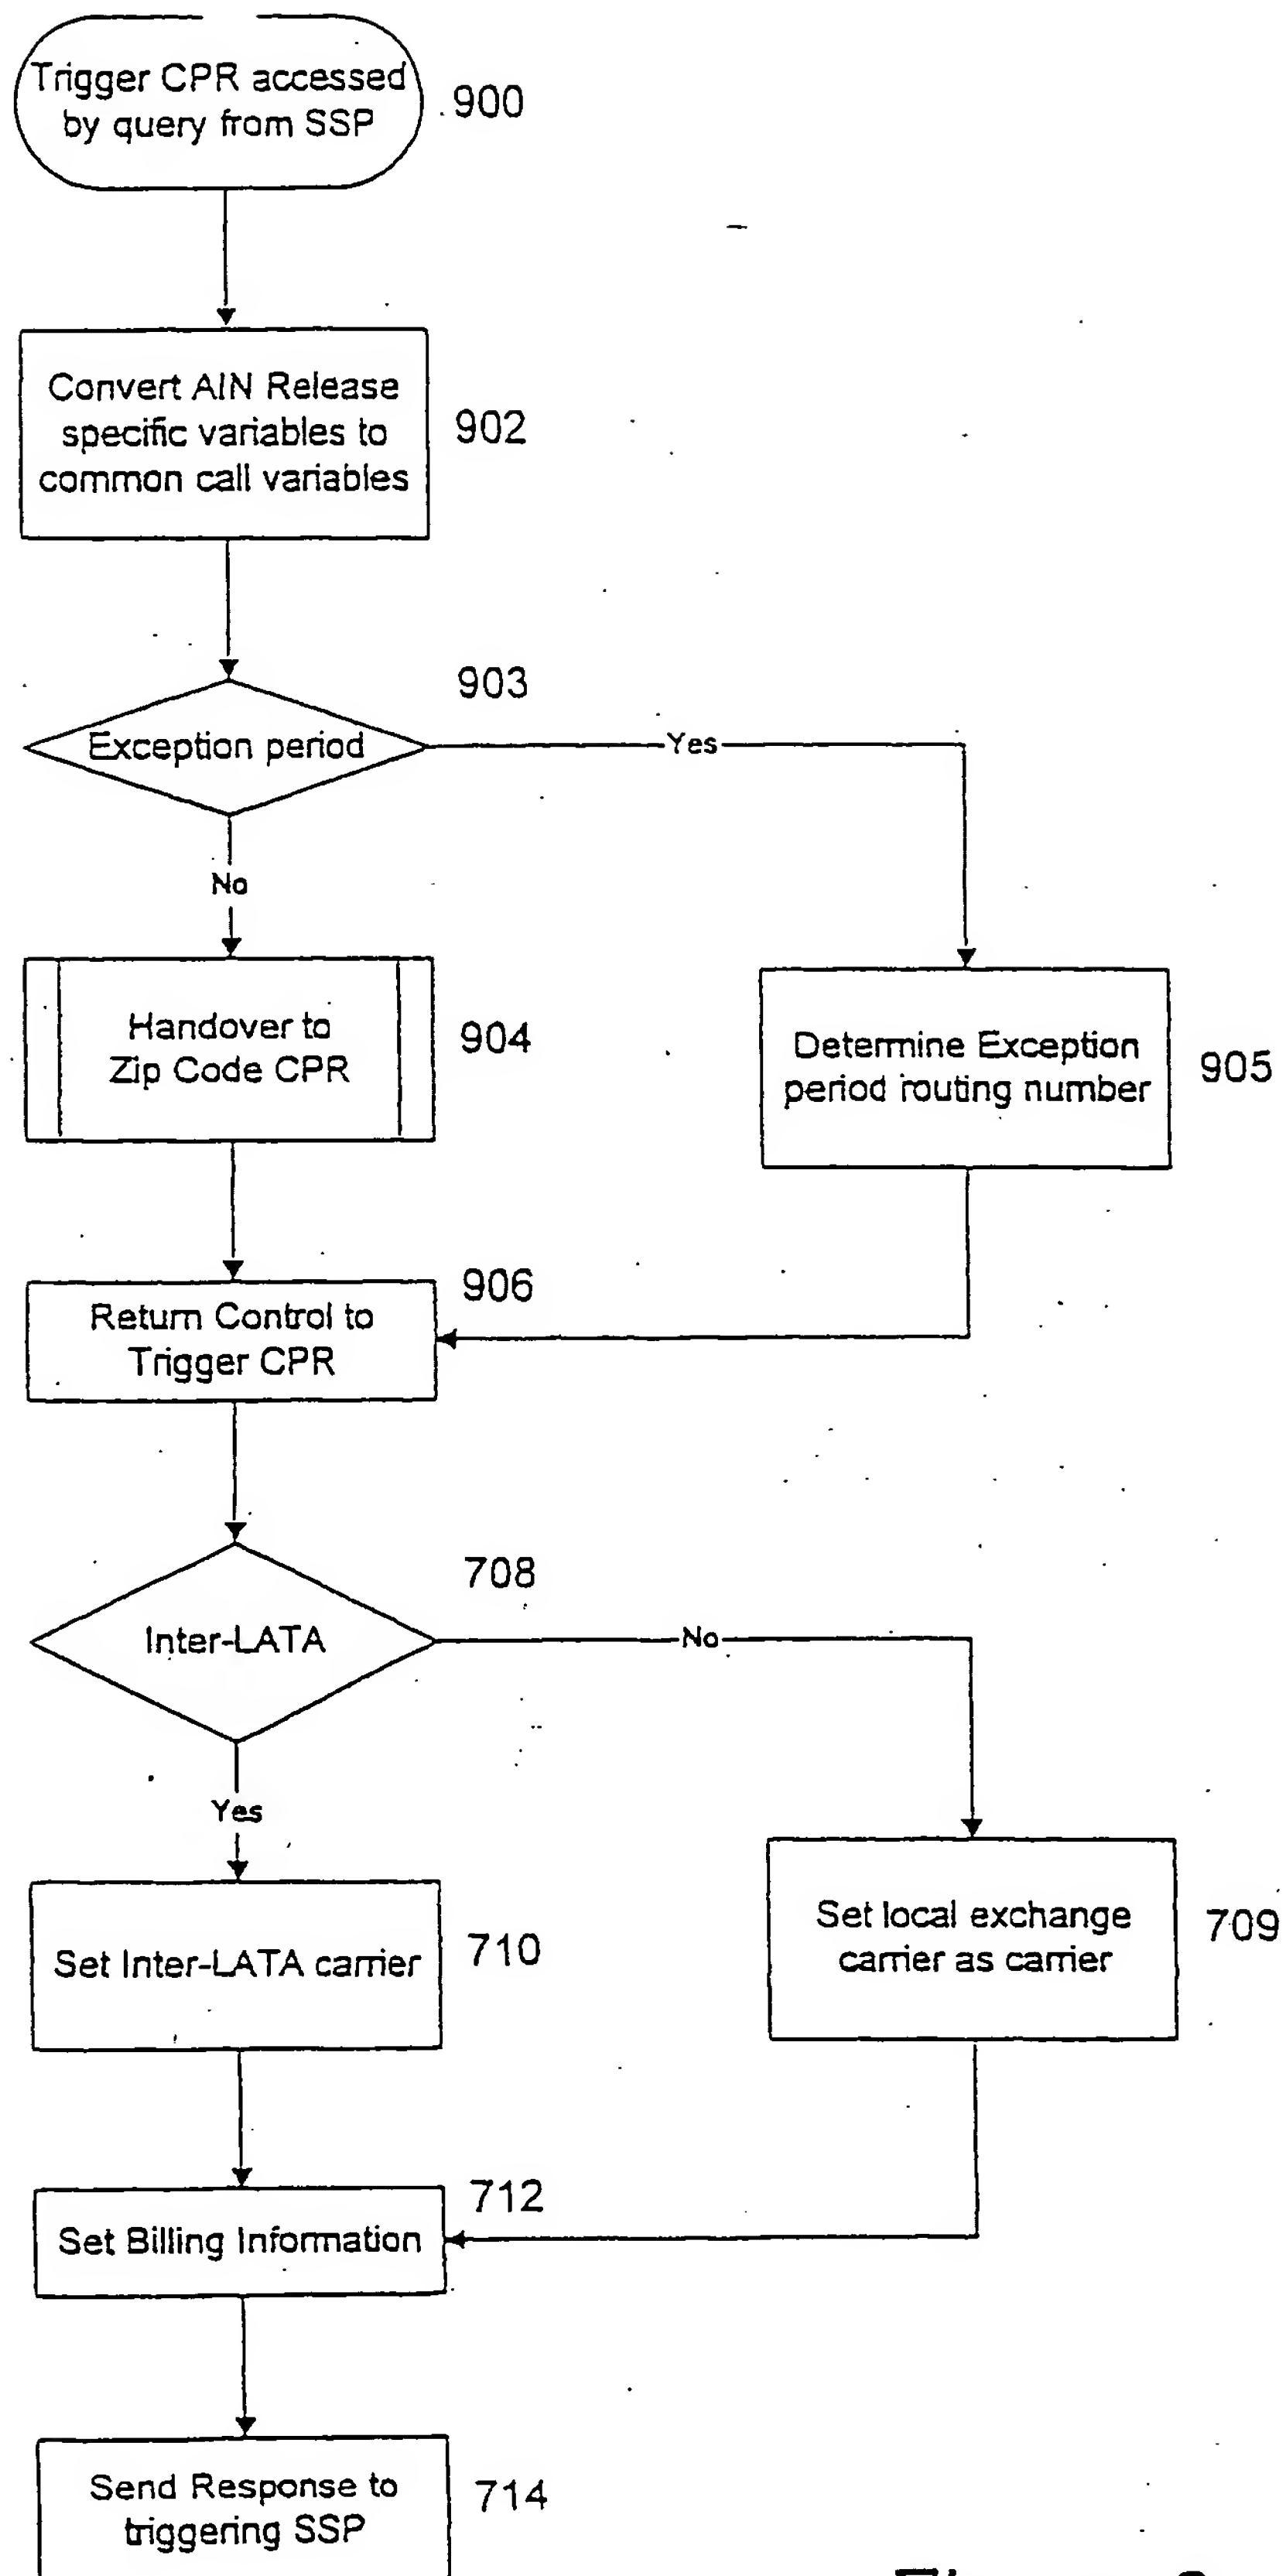 Trigger CPR accessed
by query from SSP
900
Convert AIN Release
specific variables to
common call variables
902
903
Exception period
Yes
No
Handover to
Zip Code CPR
904
Determine Exception
period routing number
905
906
Return Control to
Trigger CPR
708
Inter-LATA
No
Yes
Set Inter-LATA carrier
710
Set local exchange
carrier as carrier
709
712
Set Billing Information
Send Response to
triggering SSP
714